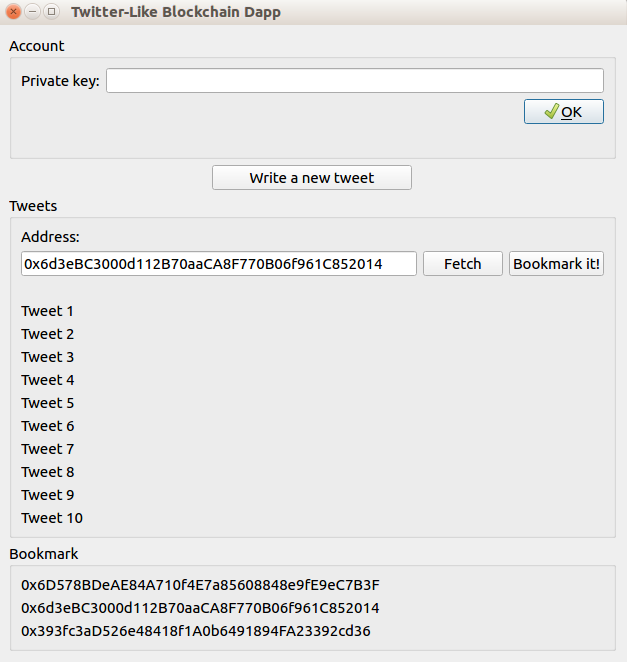 Twitter-Like Blockchain Dapp
Account
Private key:
OK
Write a new tweet
Tweets
Address:
0x6d3eBC3000d112B70aaCA8F770B06f961C852014 Fetch Bookmark it!
Tweet 1
Tweet 2
Tweet 3
Tweet 4
Tweet 5
Tweet 6
Tweet 7
Tweet 8
Tweet 9
Tweet 10
Bookmark
0x6D578BDeAE84A710f4E7a85608848e9fE9eC7B3F
0x6d3eBC3000d112B70aaCA8F770B06f961C852014
0x393fc3aD526e48418f1A0b6491894FA23392cd36